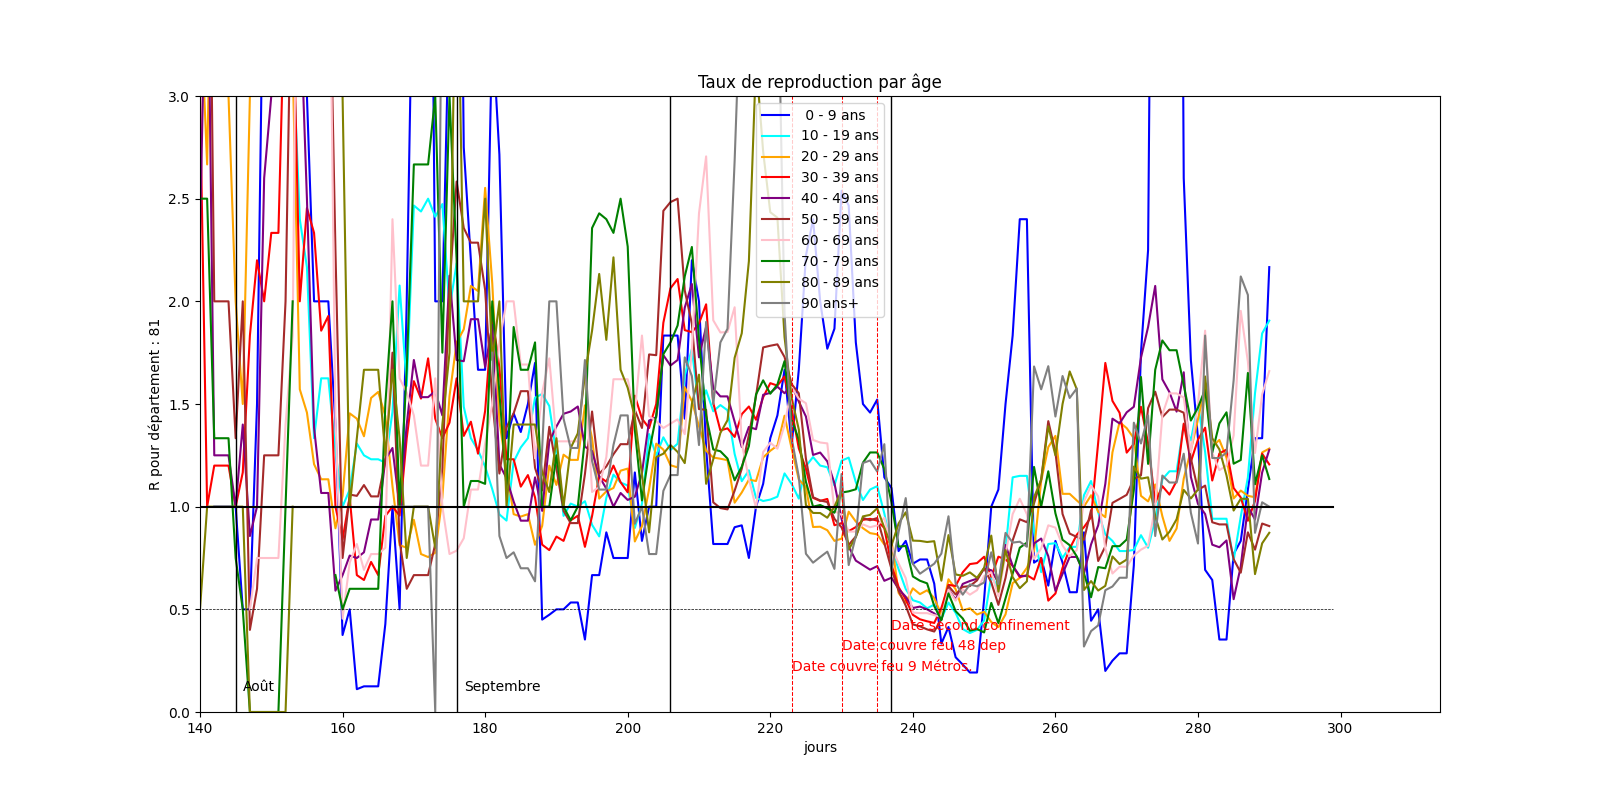 Taux de reproduction par âge
R pour département : 81
3.0
2.5
2.0
1.5
1.0
0.5
0.0
0 - 9 ans
10 - 19 ans
20 - 29 ans
30 - 39 ans
40 - 49 ans
50 - 59 ans
60 - 69 ans
70 - 79 ans
80 - 89 ans
90 ans+
Date second confinement
Date couvre feu 48 dep
Date couvre feu 9 Métros.
Août
Septembre
140 160 180 200 220 240 260 280 300
jours